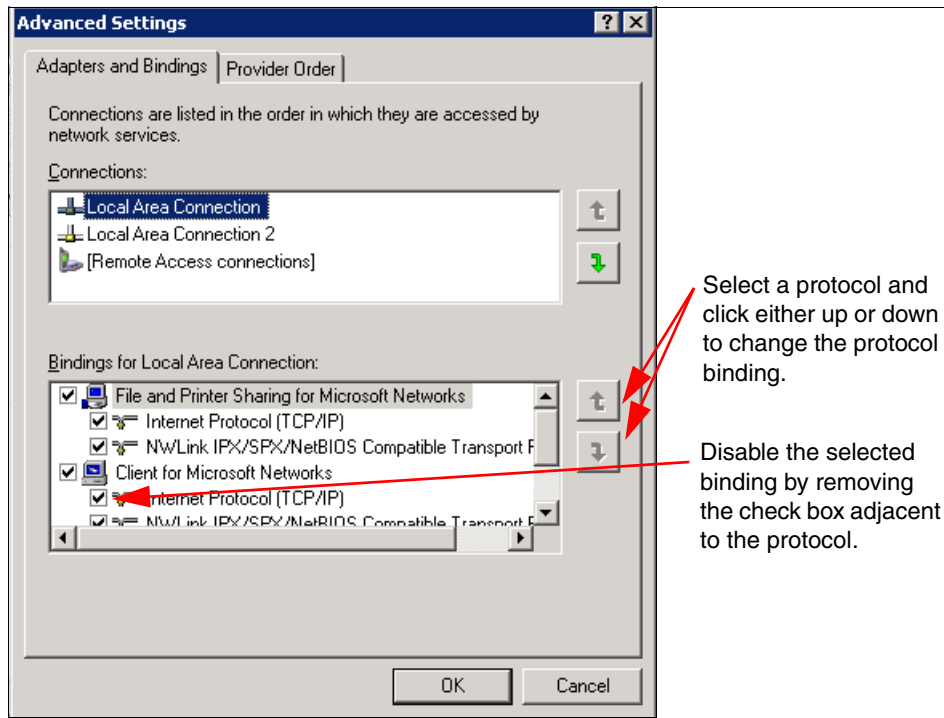 Advanced Settings
Adapters and Bindings
Provider Order
Connections are listed in the order in which they are accessed by
network services.
Connections:
Local Area Connection
Local Area Connection 2
[Remote Access connections]
Select a protocol and
click either up or down
to change the protocol
binding.
Bindings for Local Area Connection:
File and Printer Sharing for Microsoft Networks
Internet Protocol (TCP/IP)
NWLink IPX/SPX/NetBIOS Compatible Transport
Client for Microsoft Networks
Internet Protocol (TCP/IP)
NWLink IPX/SPX/NetBIOS Compatible Transport
Disable the selected
binding by removing
the check box adjacent
to the protocol.
OK
Cancel